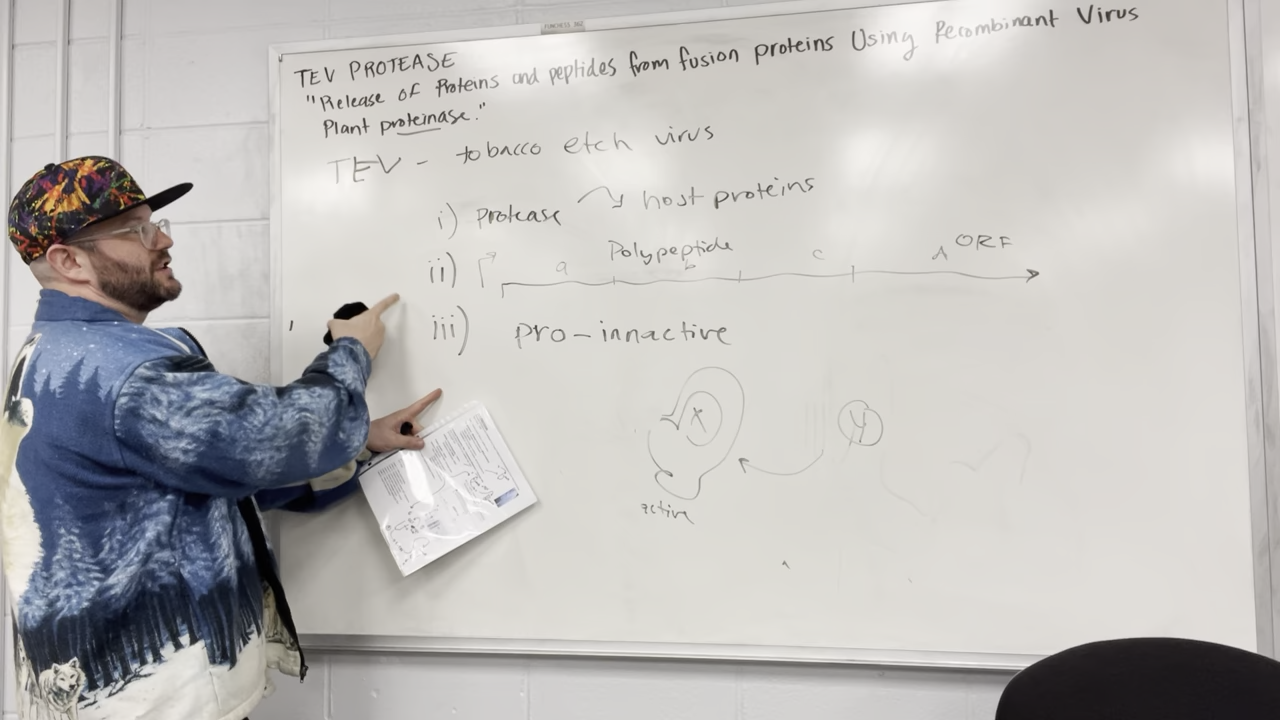 TEV PROTEASE
"Release of Proteins and peptides from fusion proteins Using Recombinant Virus
Plant proteinase."
TEV - tobacco etch virus
i) Protease → host proteins
Polypeptide
ii) a b c A ORF
iii) pro-innactive
X
active